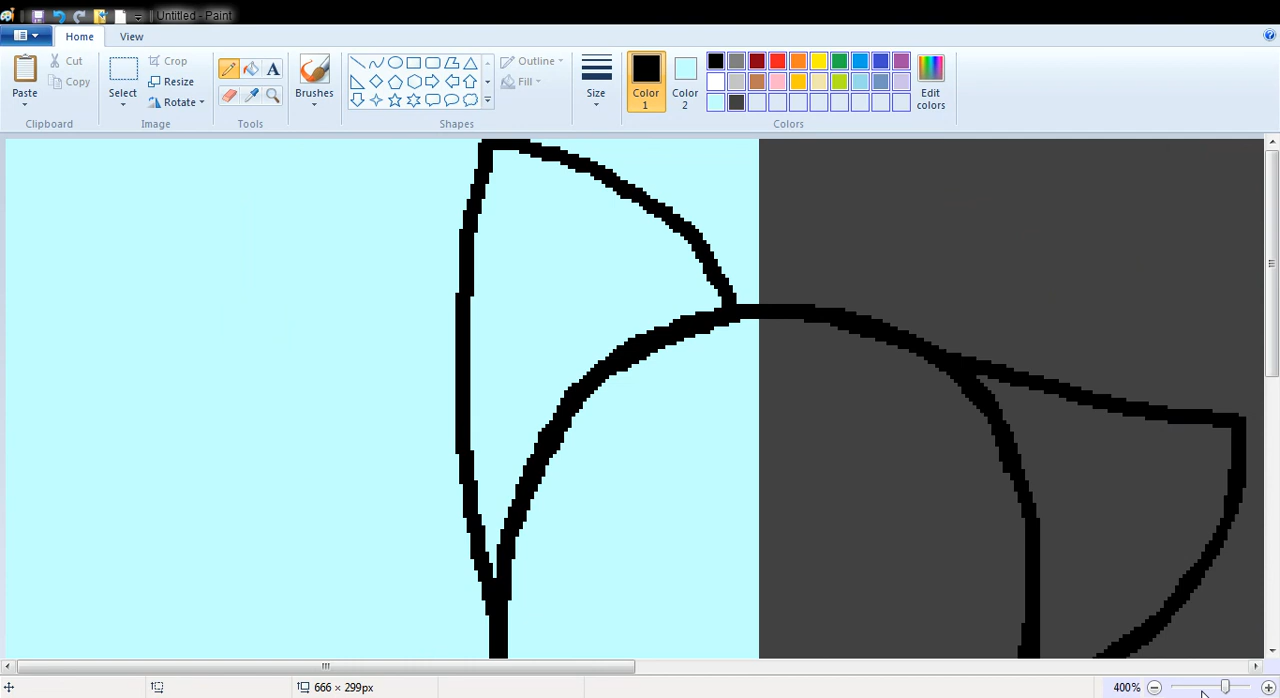 Untitled - Paint
Home View
Paste Cut Copy Clipboard
Select Crop Resize Rotate Image
A Tools
Brushes
Outline Fill Shapes
Size
Color 1 Color 2 Edit colors Colors
666 × 299px 400%